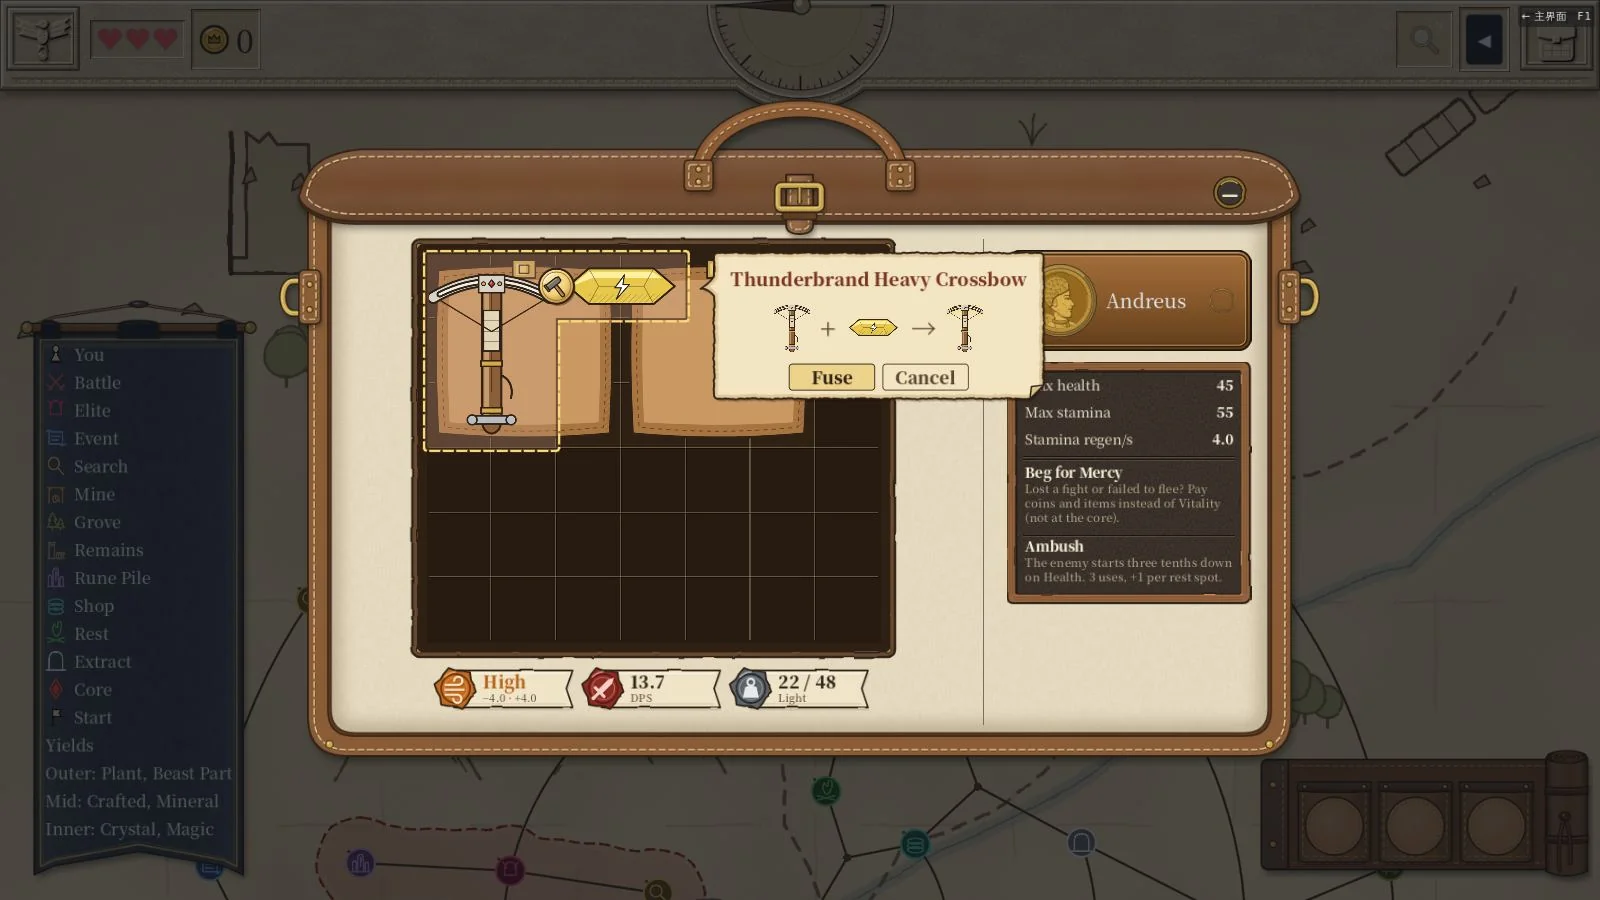 0
← 主界面 F1
Thunderbrand Heavy Crossbow
Fuse
Cancel
Andreus
x health 45
Max stamina 55
Stamina regen/s 4.0
Beg for Mercy
Lost a fight or failed to flee? Pay
coins and items instead of Vitality
(not at the core).
Ambush
The enemy starts three tenths down
on Health. 3 uses, +1 per rest spot.
High
−4.0 · +4.0
13.7
DPS
22 / 48
Light
You
Battle
Elite
Event
Search
Mine
Grove
Remains
Rune Pile
Shop
Rest
Extract
Core
Start
Yields
Outer: Plant, Beast Part
Mid: Crafted, Mineral
Inner: Crystal, Magic